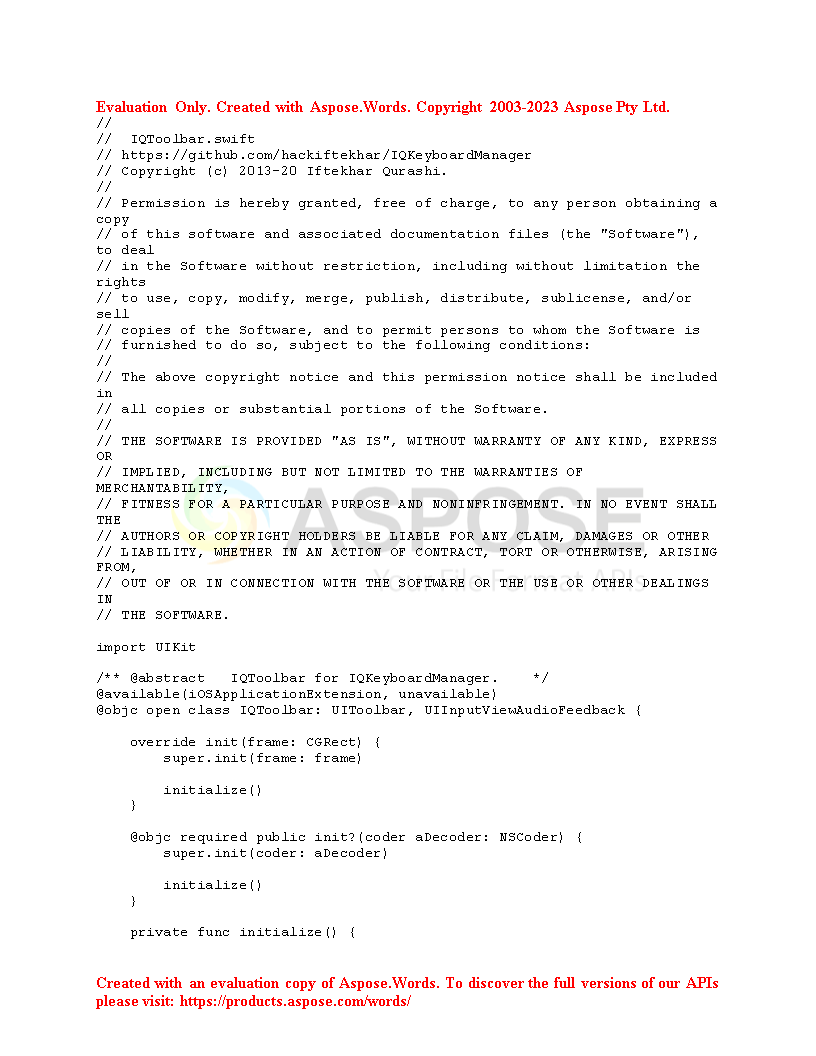 Evaluation Only. Created with Aspose.Words. Copyright 2003-2023 Aspose Pty Ltd.
//
//  IQToolbar.swift
// https://github.com/hackiftekhar/IQKeyboardManager
// Copyright (c) 2013-20 Iftekhar Qurashi.
//
// Permission is hereby granted, free of charge, to any person obtaining a
copy
// of this software and associated documentation files (the "Software"),
to deal
// in the Software without restriction, including without limitation the
rights
// to use, copy, modify, merge, publish, distribute, sublicense, and/or
sell
// copies of the Software, and to permit persons to whom the Software is
// furnished to do so, subject to the following conditions:
//
// The above copyright notice and this permission notice shall be included
in
// all copies or substantial portions of the Software.
//
// THE SOFTWARE IS PROVIDED "AS IS", WITHOUT WARRANTY OF ANY KIND, EXPRESS
OR
// IMPLIED, INCLUDING BUT NOT LIMITED TO THE WARRANTIES OF
MERCHANTABILITY,
// FITNESS FOR A PARTICULAR PURPOSE AND NONINFRINGEMENT. IN NO EVENT SHALL
THE
ASPOSE
// AUTHORS OR COPYRIGHT HOLDERS BE LIABLE FOR ANY CLAIM, DAMAGES OR OTHER
// LIABILITY, WHETHER IN AN ACTION OF CONTRACT, TORT OR OTHERWISE, ARISING
FROM,
Your File Format APIs
// OUT OF OR IN CONNECTION WITH THE SOFTWARE OR THE USE OR OTHER DEALINGS
IN
// THE SOFTWARE.

import UIKit

/** @abstract   IQToolbar for IQKeyboardManager.    */
@available(iOSApplicationExtension, unavailable)
@objc open class IQToolbar: UIToolbar, UIInputViewAudioFeedback {

    override init(frame: CGRect) {
        super.init(frame: frame)

        initialize()
    }

    @objc required public init?(coder aDecoder: NSCoder) {
        super.init(coder: aDecoder)

        initialize()
    }

    private func initialize() {

Created with an evaluation copy of Aspose.Words. To discover the full versions of our APIs
please visit: https://products.aspose.com/words/